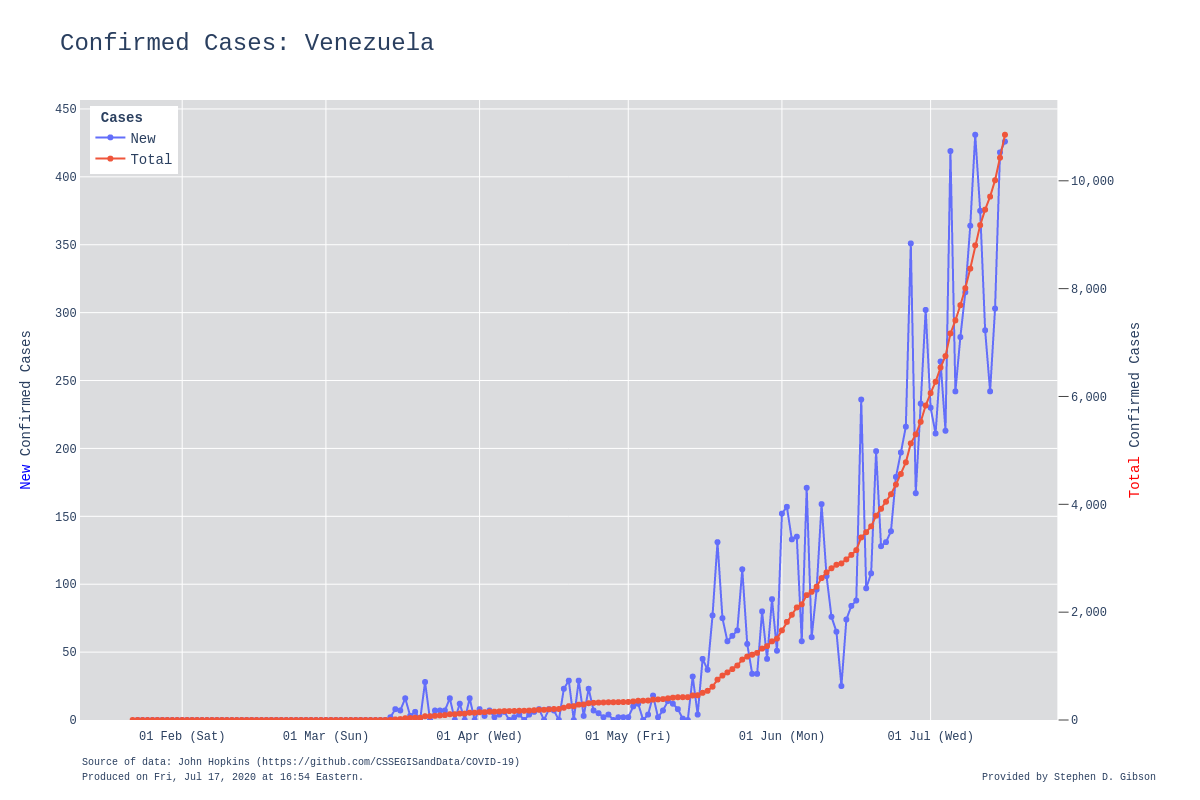 Confirmed Cases: Venezuela
Cases
New
Total
450
400
350
300
250
200
150
100
50
0
10,000
8,000
6,000
4,000
2,000
0
New Confirmed Cases
Total Confirmed Cases
01 Feb (Sat)
01 Mar (Sun)
01 Apr (Wed)
01 May (Fri)
01 Jun (Mon)
01 Jul (Wed)
Source of data: John Hopkins (https://github.com/CSSEGISandData/COVID-19)
Produced on Fri, Jul 17, 2020 at 16:54 Eastern.
Provided by Stephen D. Gibson